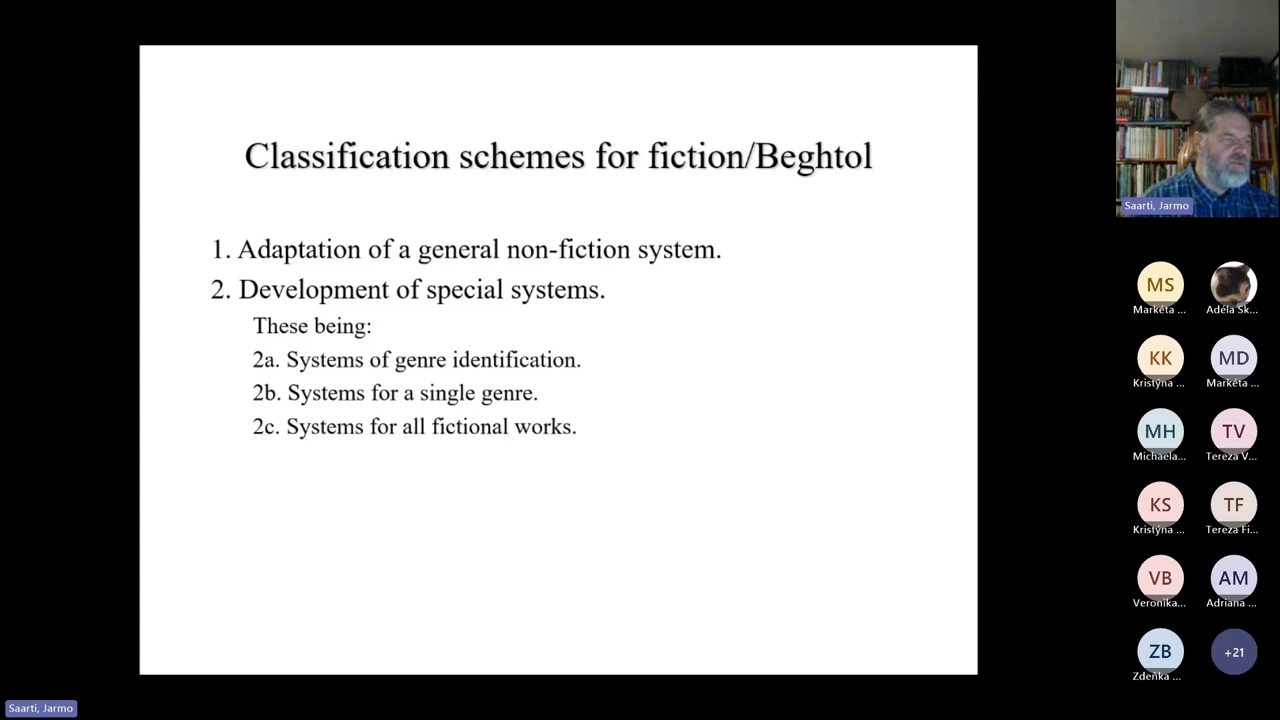 Classification schemes for fiction/Beghtol
1. Adaptation of a general non-fiction system.
2. Development of special systems.
These being:
2a. Systems of genre identification.
2b. Systems for a single genre.
2c. Systems for all fictional works.
Saarti, Jarmo
MS
Markéta ...
Adéla Sk...
KK
Kristýna ...
MD
Markéta ...
MH
Michaela...
TV
Tereza V...
KS
Kristýna ...
TF
Tereza Fi...
VB
Veronika...
AM
Adriana ...
ZB
Zdeňka ...
+21
Saarti, Jarmo